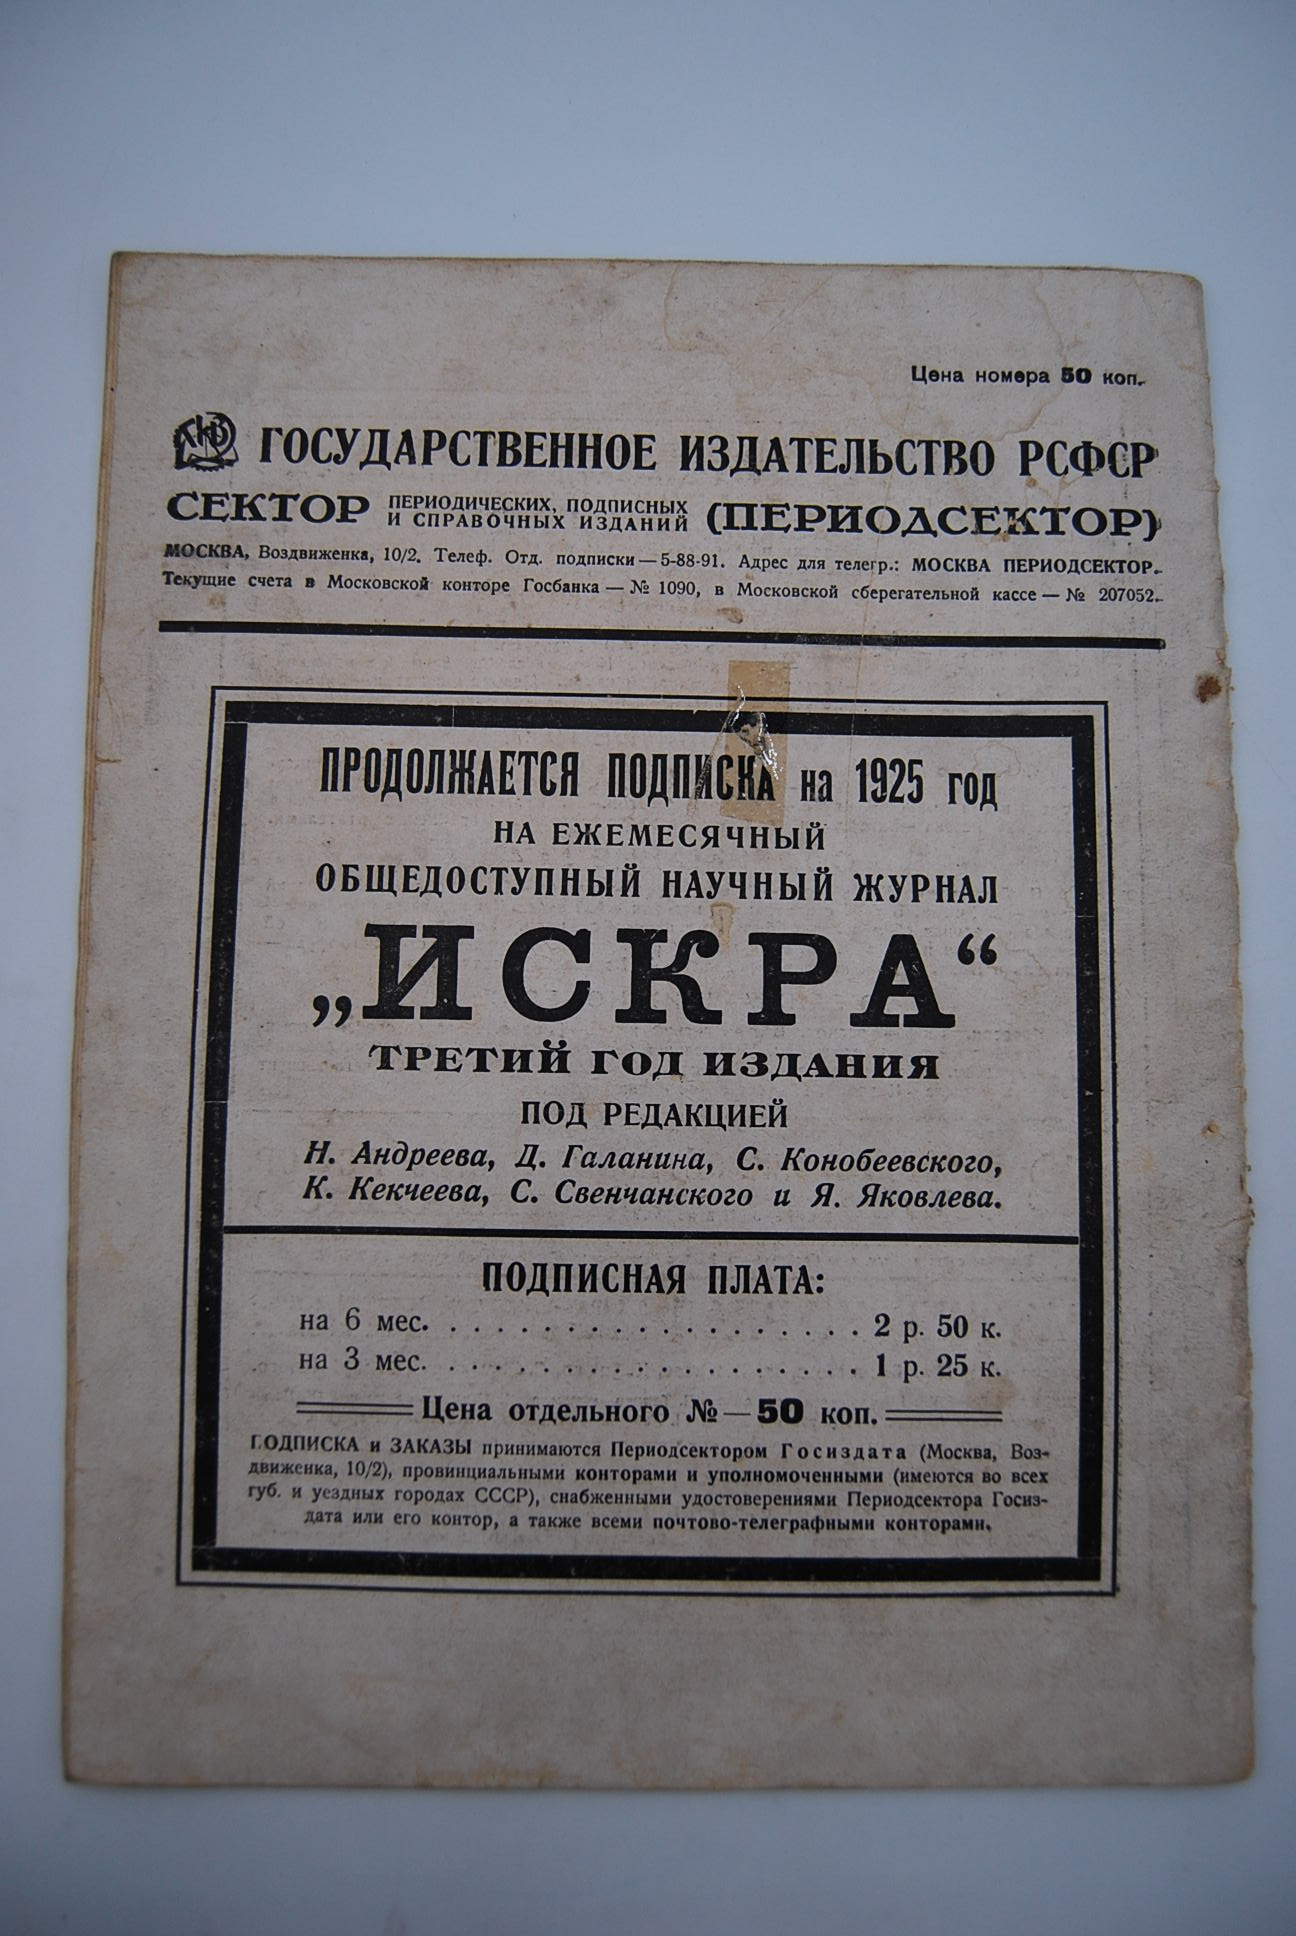 Цена номера 50 коп.
ГОСУДАРСТВЕННОЕ ИЗДАТЕЛЬСТВО РСФСР
СЕКТОР ПЕРИОДИЧЕСКИХ, ПОДПИСНЫХ И СПРАВОЧНЫХ ИЗДАНИЙ (ПЕРИОДСЕКТОР)
МОСКВА, Воздвиженка, 10/2. Телеф. Отд. подписки — 5-88-91. Адрес для телегр.: МОСКВА ПЕРИОДСЕКТОР.
Текущие счета в Московской конторе Госбанка — № 1090, в Московской сберегательной кассе — № 207052.
ПРОДОЛЖАЕТСЯ ПОДПИСКА на 1925 год
НА ЕЖЕМЕСЯЧНЫЙ
ОБЩЕДОСТУПНЫЙ НАУЧНЫЙ ЖУРНАЛ
„ИСКРА“
ТРЕТИЙ ГОД ИЗДАНИЯ
ПОД РЕДАКЦИЕЙ
Н. Андреева, Д. Галанина, С. Конобеевского,
К. Кекчеева, С. Свенчанского и Я. Яковлева.
ПОДПИСНАЯ ПЛАТА:
на 6 мес. . . . . . . . . . . . . . . . . . . 2 р. 50 к.
на 3 мес. . . . . . . . . . . . . . . . . . . 1 р. 25 к.
Цена отдельного № — 50 коп.
ПОДПИСКА и ЗАКАЗЫ принимаются Периодсектором Госиздата (Москва, Воз-
движенка, 10/2), провинциальными конторами и уполномоченными (имеются во всех
губ. и уездных городах СССР), снабженными удостоверениями Периодсектора Госиз-
дата или его контор, а также всеми почтово-телеграфными конторами.